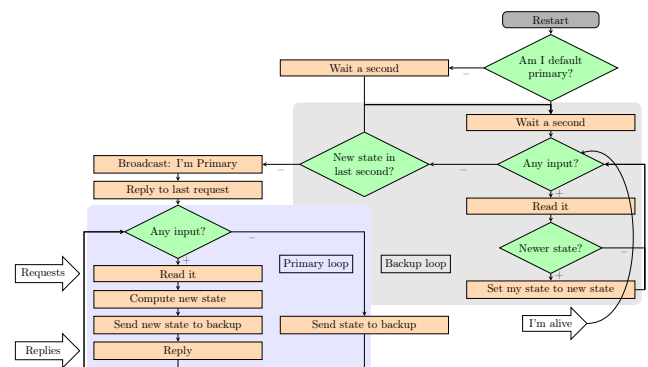 Restart
Am I default
primary?
–
Wait a second
Wait a second
Any input?
–
+
New state in
last second?
–
Broadcast: I'm Primary
Reply to last request
Read it
Newer state?
–
+
Set my state to new state
I'm alive
Backup loop
Primary loop
Any input?
–
+
Requests
Read it
Compute new state
Send new state to backup
Send state to backup
Replies
Reply